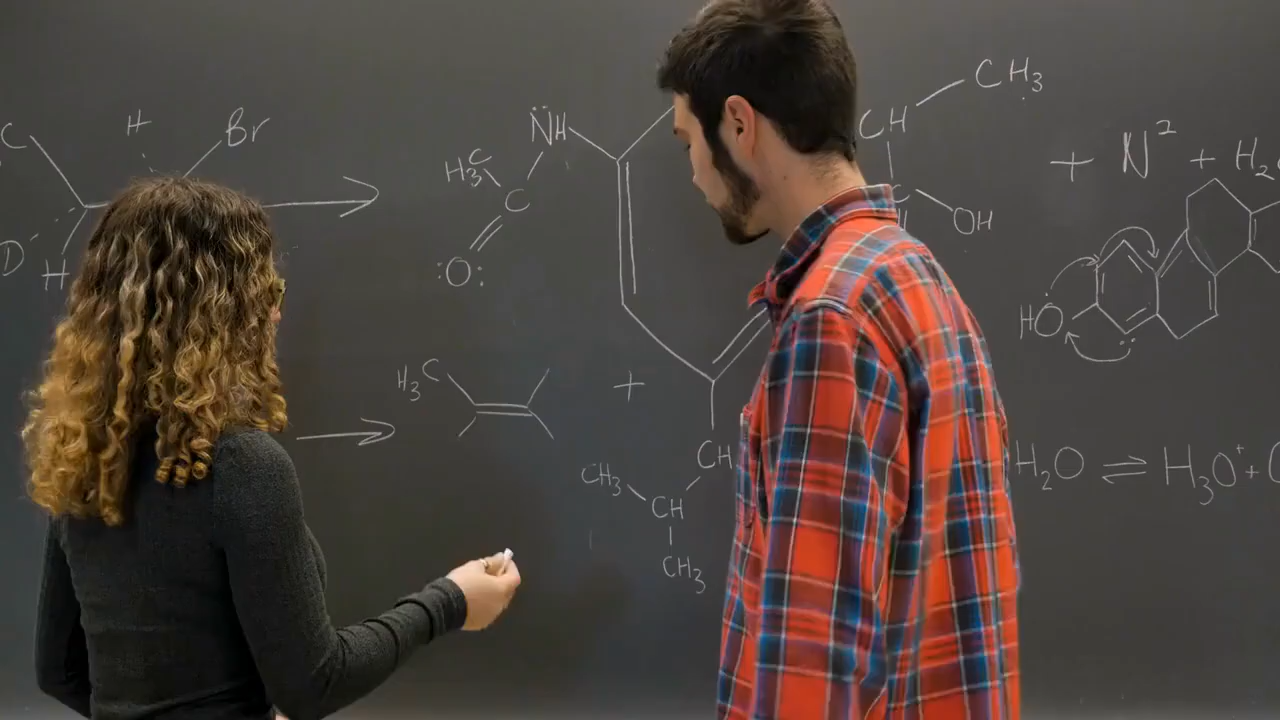 C H Br
D H
H₃C C NH
:O:
CH CH₃
OH
+ N² + H₂
HO
H₃C
+
CH
CH₃ CH
CH₃
H₂O ⇌ H₃O⁺ +